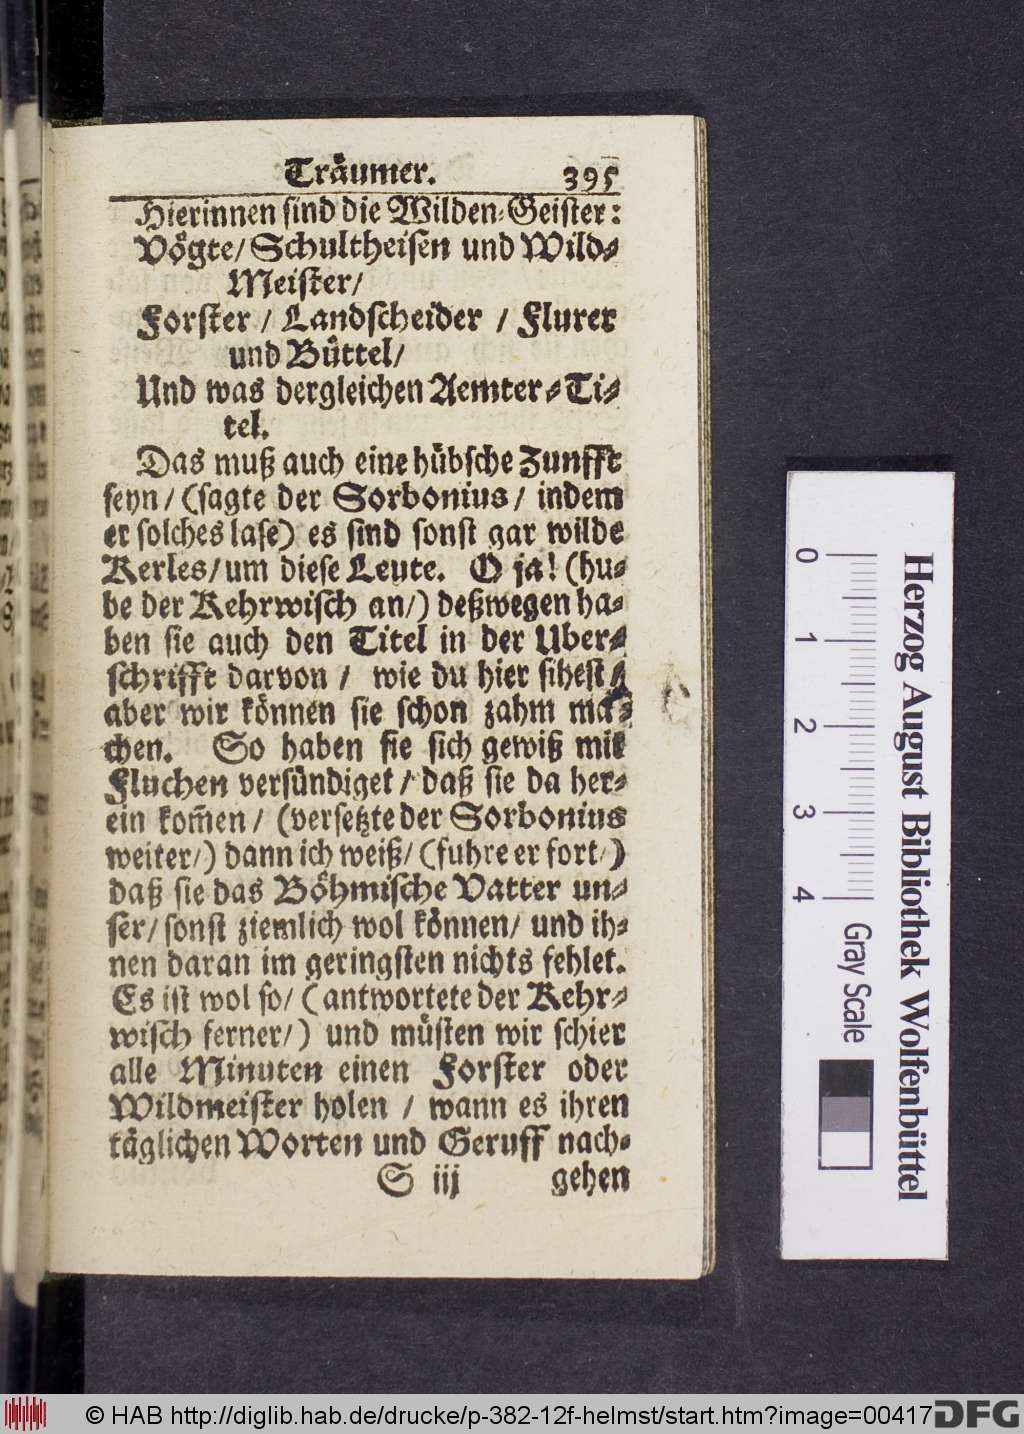 Träumer. 395
Hierinnen sind die Wilden-Geister:
Vögte/ Schultheisen und Wild-
Meister/
Forster / Landscheider / Flurer
und Büttel/
Und was dergleichen Aemter-Ti-
tel.
Das muß auch eine hübsche Zunfft
seyn/ (sagte der Sorbonius/ indem
er solches lase) es sind sonst gar wilde
Kerles/ um diese Leute. O ja! (hu-
be der Kehrwisch an/) deßwegen ha-
ben sie auch den Titel in der Uber-
schrifft darvon / wie du hier sihest/
aber wir können sie schon zahm ma-
chen. So haben sie sich gewiß mit
Fluchen versündiget / daß sie da her-
ein kom̃en / (versetzte der Sorbonius
weiter/) dann ich weiß/ (fuhre er fort/)
daß sie das Böhmische Vatter un-
ser/ sonst ziemlich wol können/ und ih-
nen daran im geringsten nichts fehlet.
Es ist wol so/ (antwortete der Kehr-
wisch ferner/) und müsten wir schier
alle Minuten einen Forster oder
Wildmeister holen / wann es ihren
täglichen Worten und Geruff nach-
S iij gehen
0 1 2 3 4
Gray Scale
Herzog August Bibliothek Wolfenbüttel
© HAB http://diglib.hab.de/drucke/p-382-12f-helmst/start.htm?image=00417
DFG